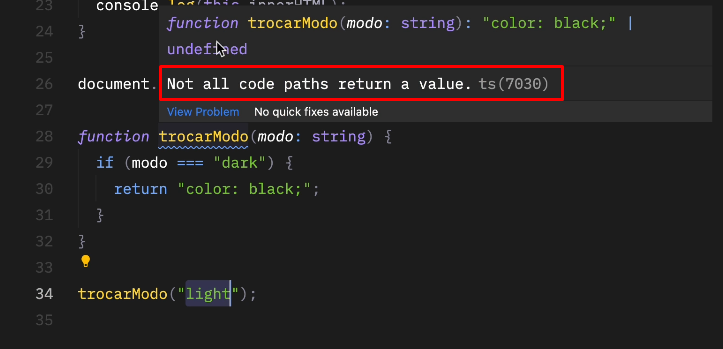 23
console.log(this.innerHTML);
function trocarModo(modo: string): "color: black;" |
undefined
24 }
25
Not all code paths return a value. ts(7030)
26 document.
View Problem No quick fixes available
27
28 function trocarModo(modo: string) {
29 if (modo === "dark") {
30 return "color: black;";
31 }
32 }
33
34 trocarModo("light");
35